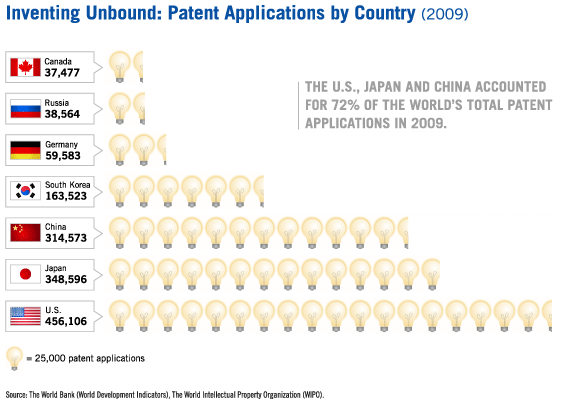 Inventing Unbound: Patent Applications by Country (2009)
Canada
37,477
THE U.S., JAPAN AND CHINA ACCOUNTED
FOR 72% OF THE WORLD'S TOTAL PATENT
APPLICATIONS IN 2009.
Russia
38,564
Germany
59,583
South Korea
163,523
China
314,573
Japan
348,596
U.S.
456,106
= 25,000 patent applications
Source: The World Bank (World Development Indicators), The World Intellectual Property Organization (WIPO).